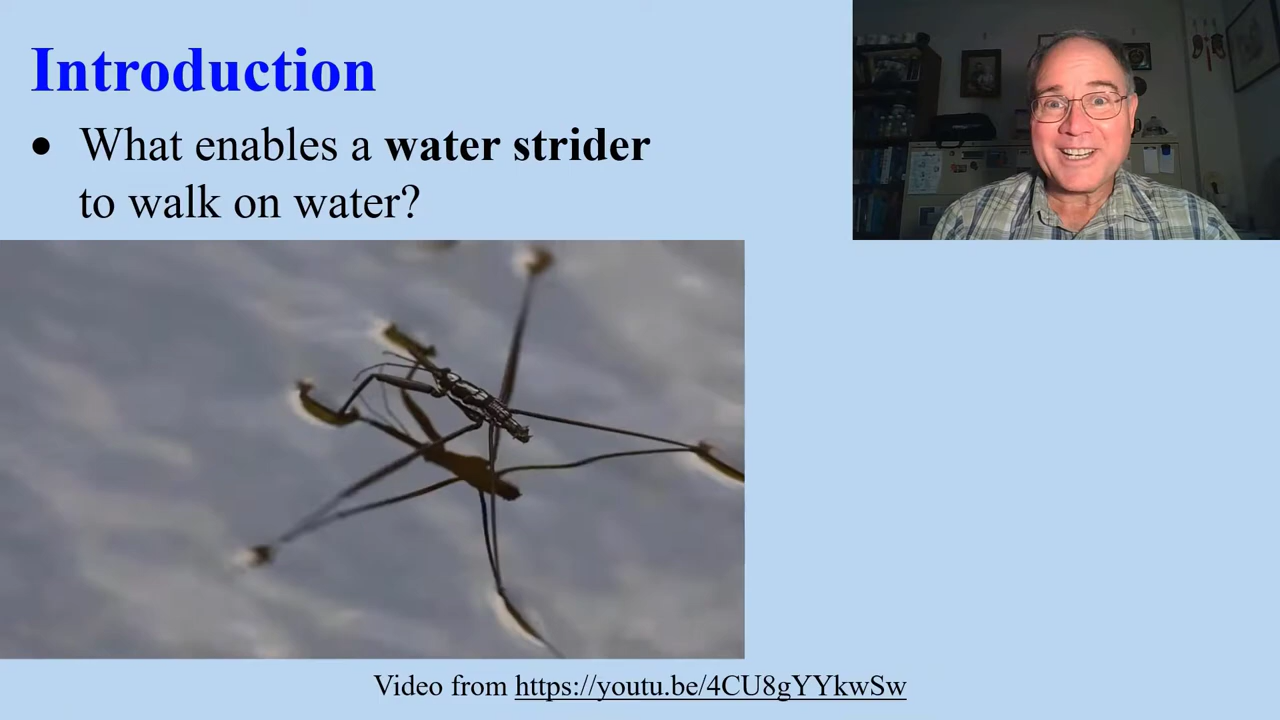 Introduction
• What enables a water strider
to walk on water?
Video from https://youtu.be/4CU8gYYkwSw